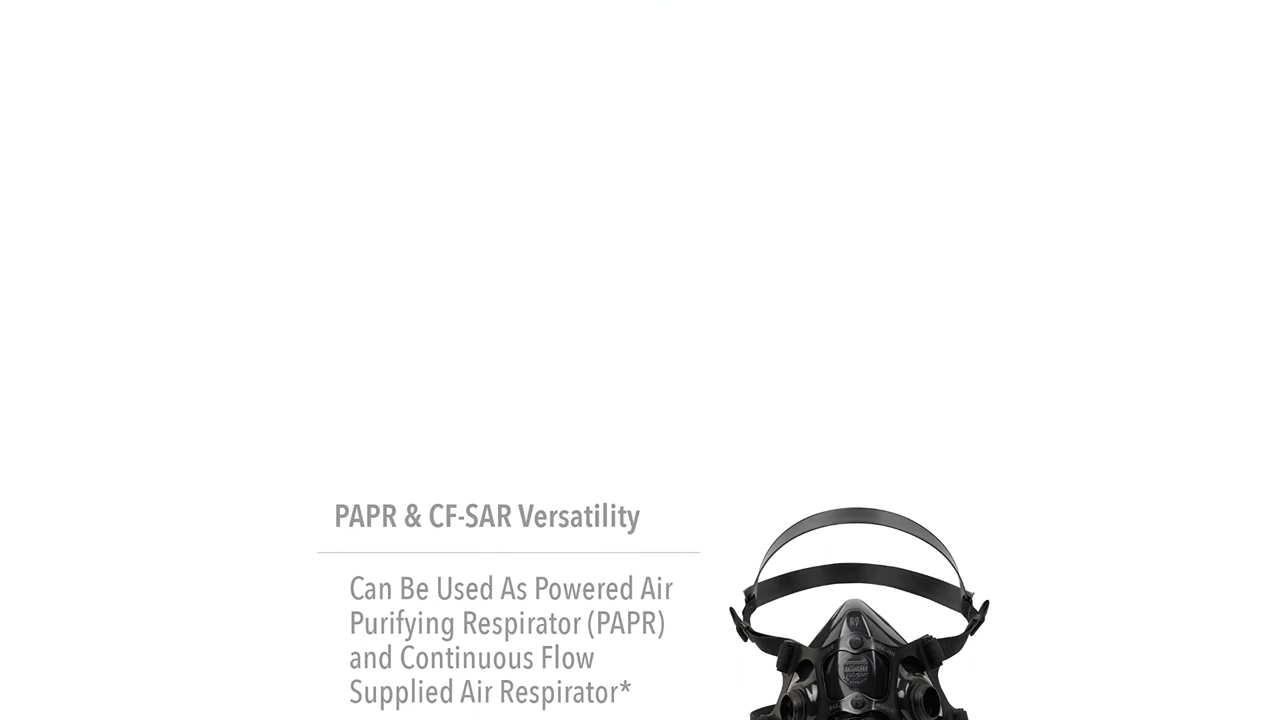 PAPR & CF-SAR Versatility
Can Be Used As Powered Air
Purifying Respirator (PAPR)
and Continuous Flow
Supplied Air Respirator*